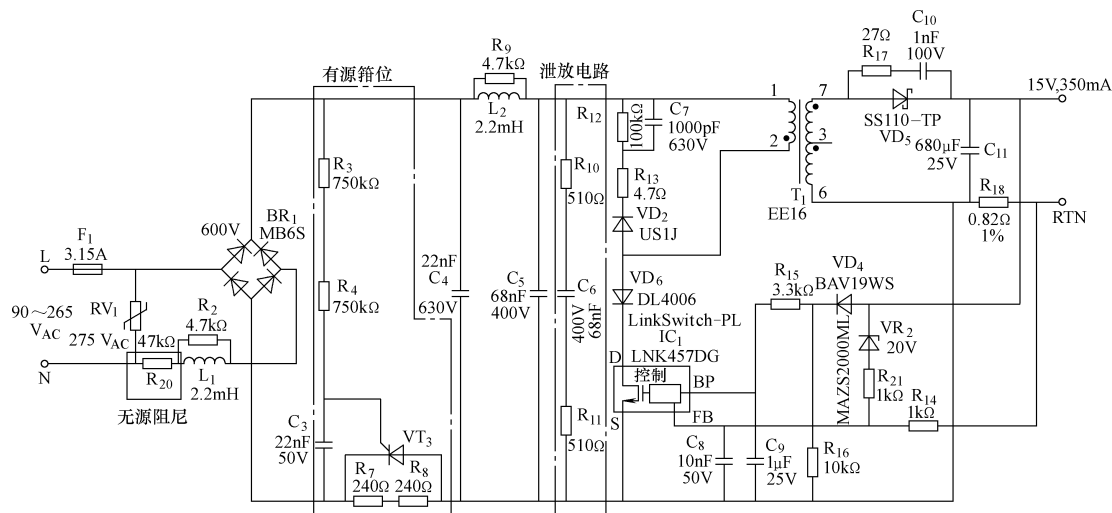 有源箝位
泄放电路
R9
4.7kΩ
L2
2.2mH
27Ω
R17
C10
1nF
100V
15V,350mA
SS110-TP
VD5
680μF
25V
C11
R18
0.82Ω
1%
RTN
1
2
7
3
6
T1
EE16
R12
100kΩ
C7
1000pF
630V
R13
4.7Ω
VD2
US1J
R10
510Ω
R3
750kΩ
R4
750kΩ
BR1
MB6S
600V
F1
3.15A
L
N
90~265
VAC
RV1
275 VAC
R2
4.7kΩ
47kΩ
R20
L1
2.2mH
无源阻尼
22nF
C4
630V
C5
68nF
400V
C6
400V
68nF
VD6
DL4006
LinkSwitch-PL
IC1
LNK457DG
D
控制
BP
S
FB
R15
3.3kΩ
VD4
BAV19WS
MAZS2000ML
VR2
20V
R21
1kΩ
R14
1kΩ
C3
22nF
50V
VT3
R7
240Ω
R8
240Ω
R11
510Ω
C8
10nF
50V
C9
1μF
25V
R16
10kΩ